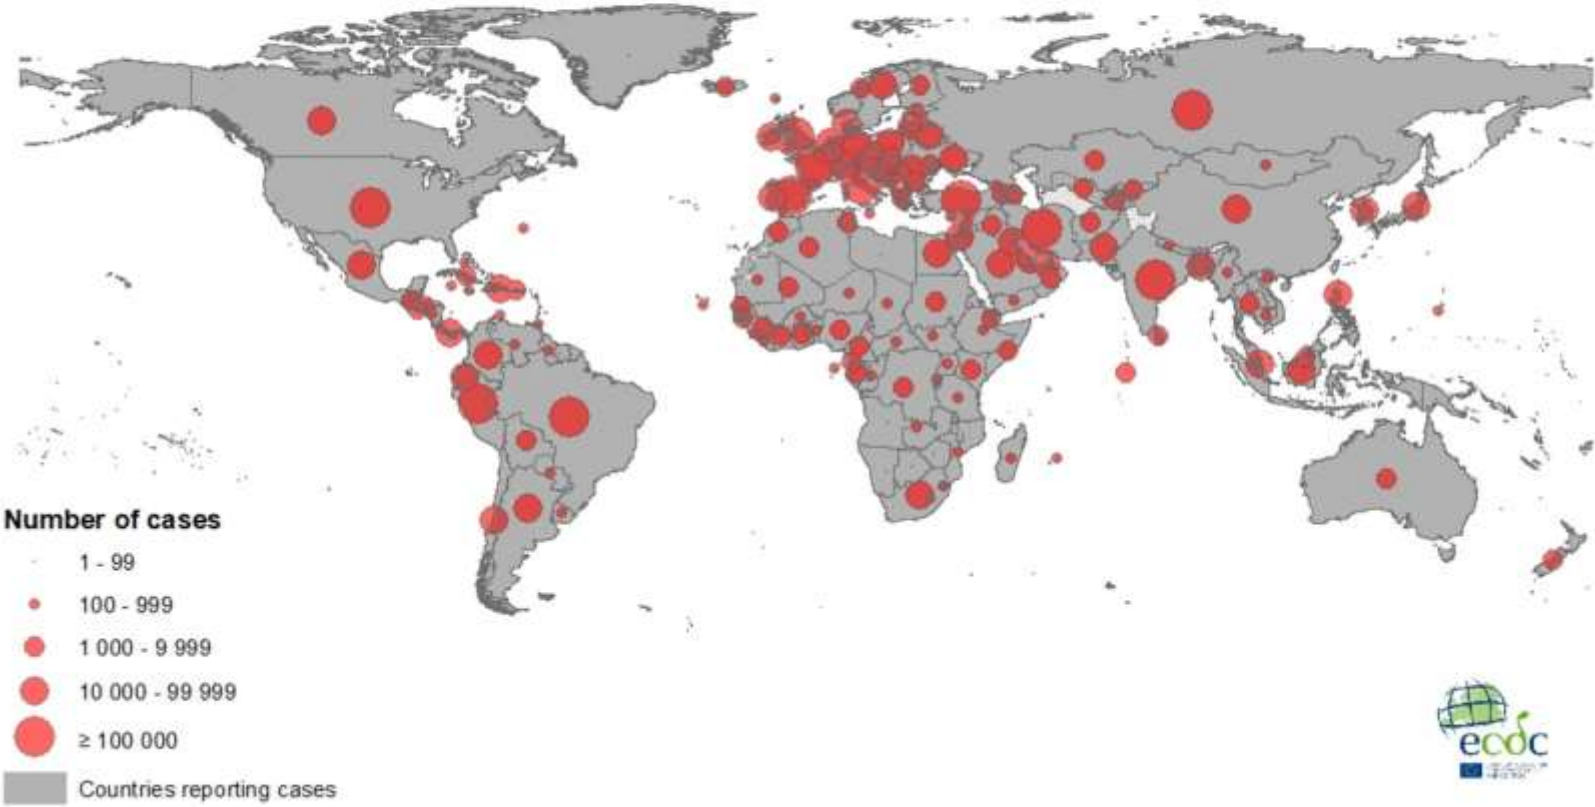 Number of cases
1 - 99
100 - 999
1 000 - 9 999
10 000 - 99 999
≥ 100 000
Countries reporting cases
ecdc